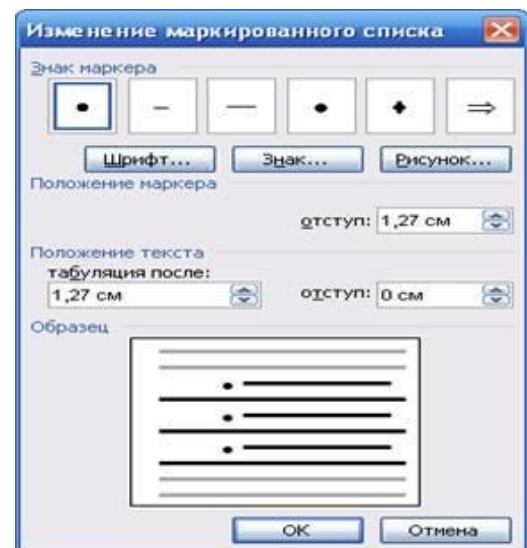 Изменение маркированного списка
Знак маркера
Шрифт... Знак... Рисунок...
Положение маркера
отступ: 1,27 см
Положение текста
табуляция после:
1,27 см отступ: 0 см
Образец
ОК Отмена